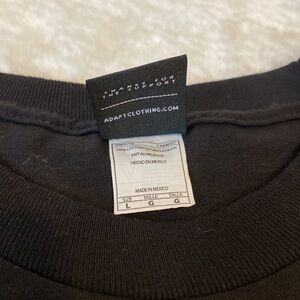 THANKS FOR
THE SUPPORT
ADAPTCLOTHING.COM
FAIT AU MEXIQUE
HECHO EN MEXICO
MADE IN MEXICO
SIZE TAILLE TALLA
L G G